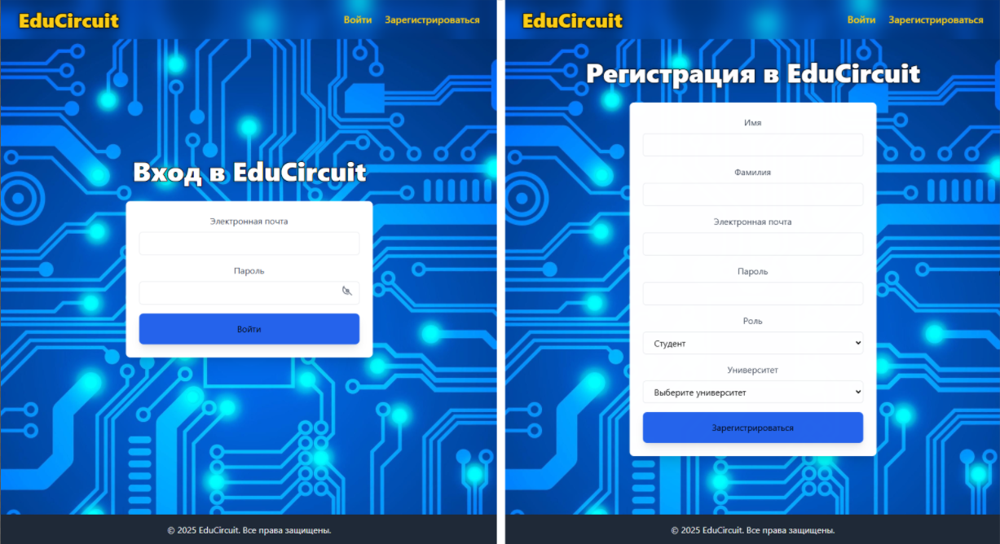 EduCircuit
Войти Зарегистрироваться
Вход в EduCircuit
Электронная почта
Пароль
Войти
© 2025 EduCircuit. Все права защищены.
EduCircuit
Войти Зарегистрироваться
Регистрация в EduCircuit
Имя
Фамилия
Электронная почта
Пароль
Роль
Студент
Университет
Выберите университет
Зарегистрироваться
© 2025 EduCircuit. Все права защищены.